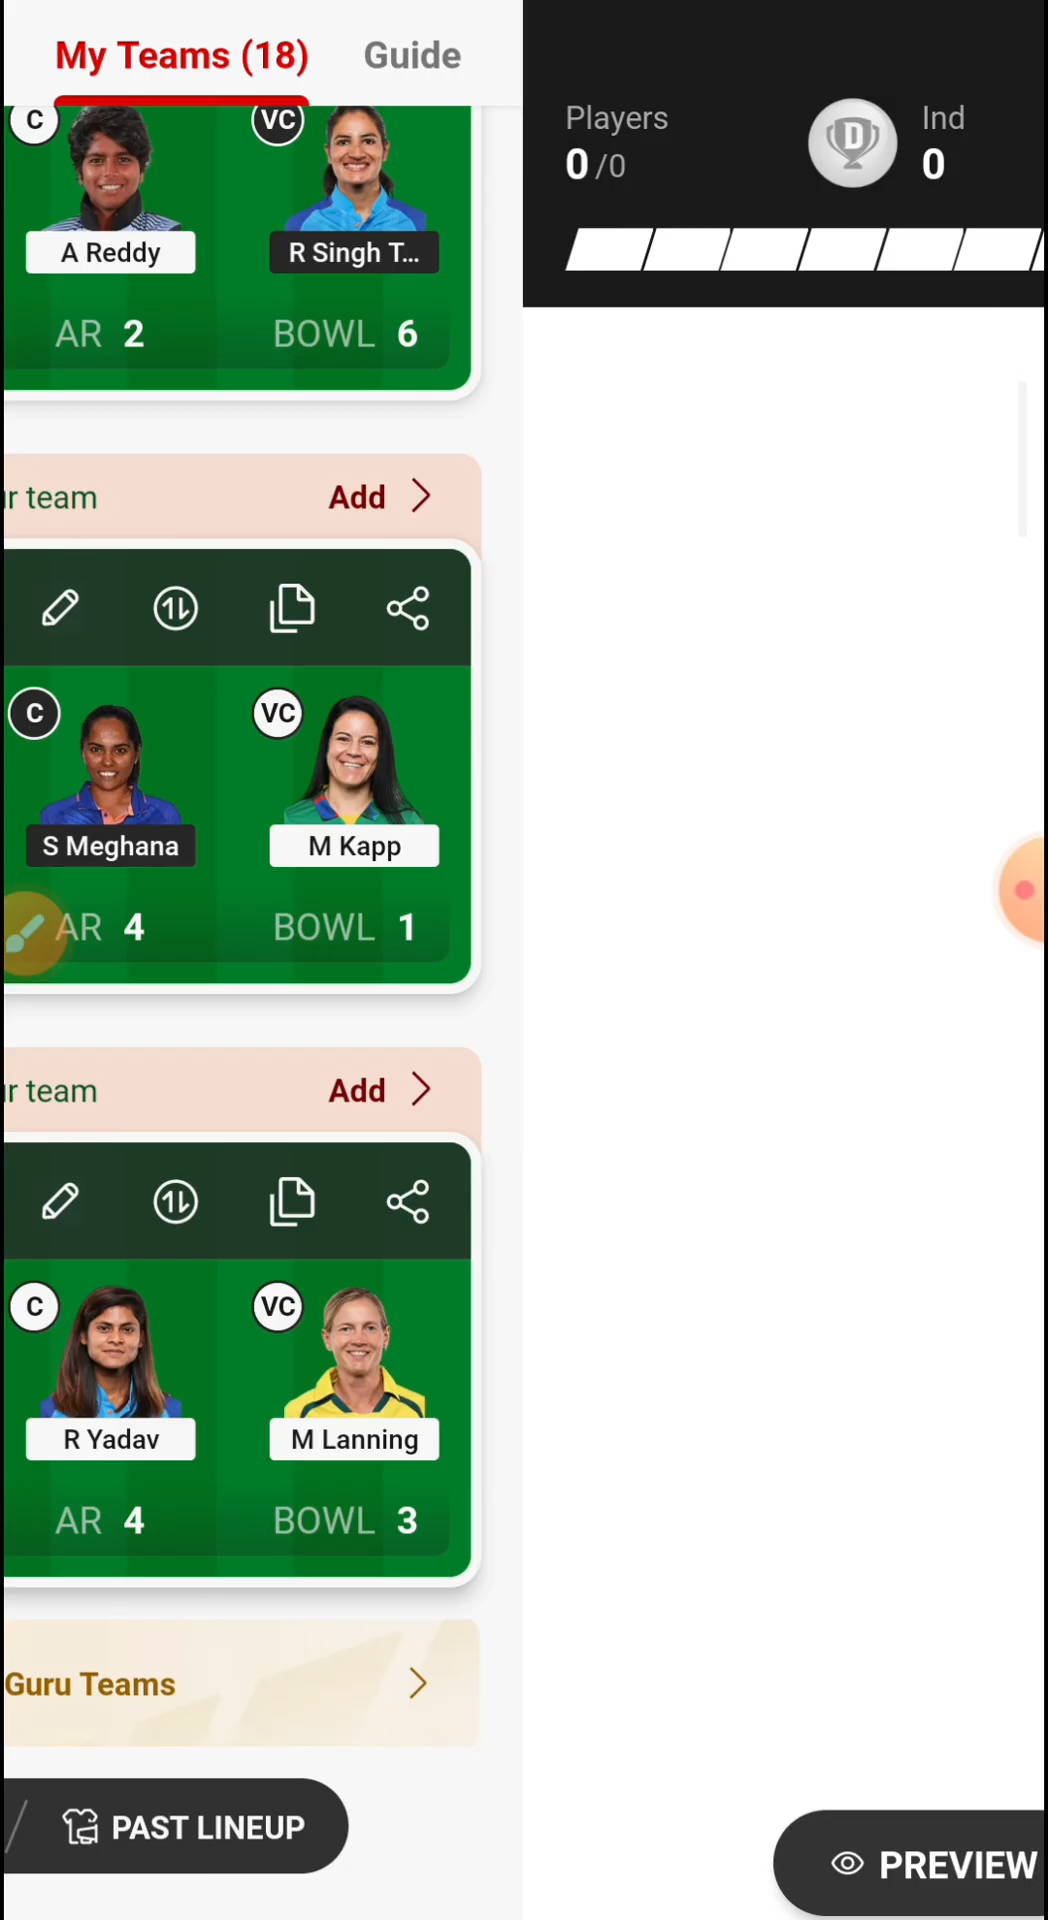 My Teams (18) Guide
Players
0/0
D
Ind
0
C
VC
A Reddy
R Singh T...
AR 2
BOWL 6
r team
Add
C
VC
S Meghana
M Kapp
AR 4
BOWL 1
r team
Add
C
VC
R Yadav
M Lanning
AR 4
BOWL 3
Guru Teams
PAST LINEUP
PREVIEW